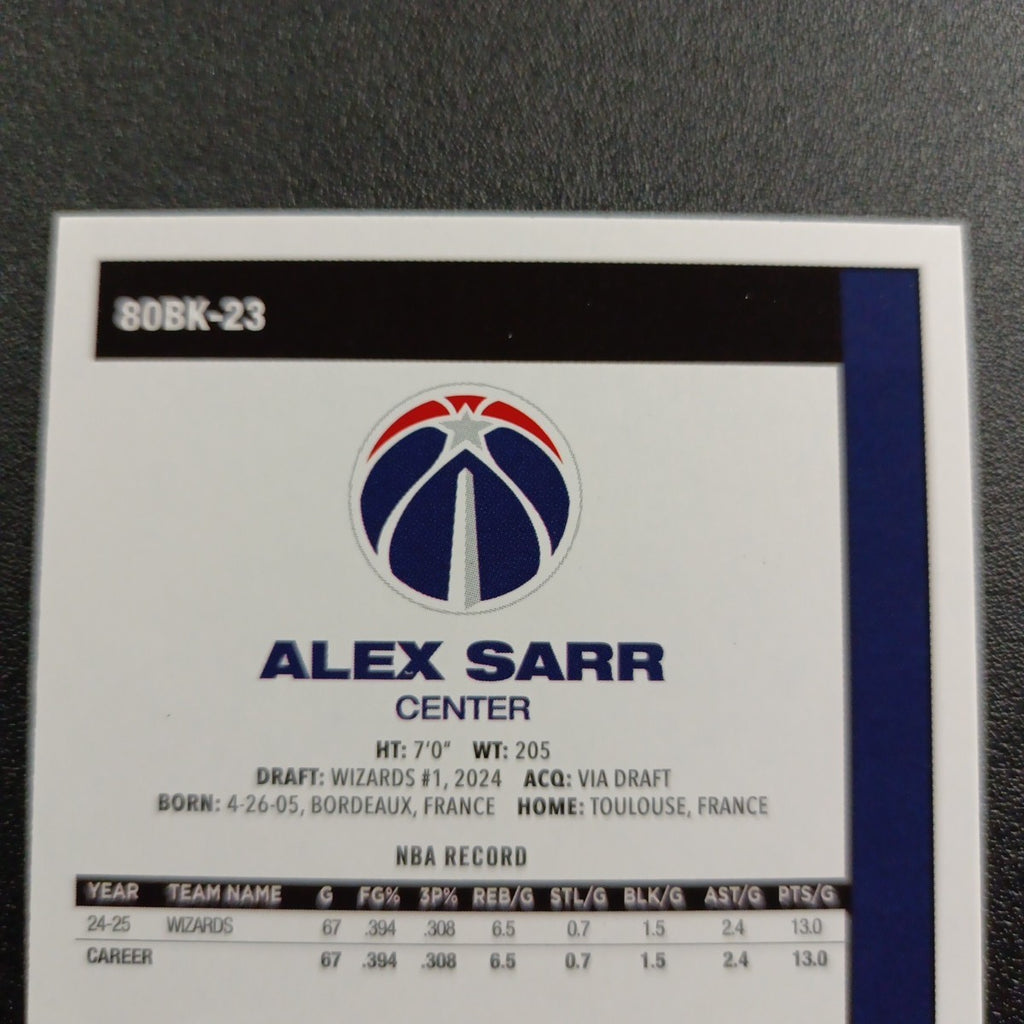 80BK-23
ALEX SARR
CENTER
HT: 7'0" WT: 205
DRAFT: WIZARDS #1, 2024 ACQ: VIA DRAFT
BORN: 4-26-05, BORDEAUX, FRANCE HOME: TOULOUSE, FRANCE
NBA RECORD
YEAR TEAM NAME G FG% 3P% REB/G STL/G BLK/G AST/G PTS/G
24-25 WIZARDS 67 .394 .308 6.5 0.7 1.5 2.4 13.0
CAREER 67 .394 .308 6.5 0.7 1.5 2.4 13.0